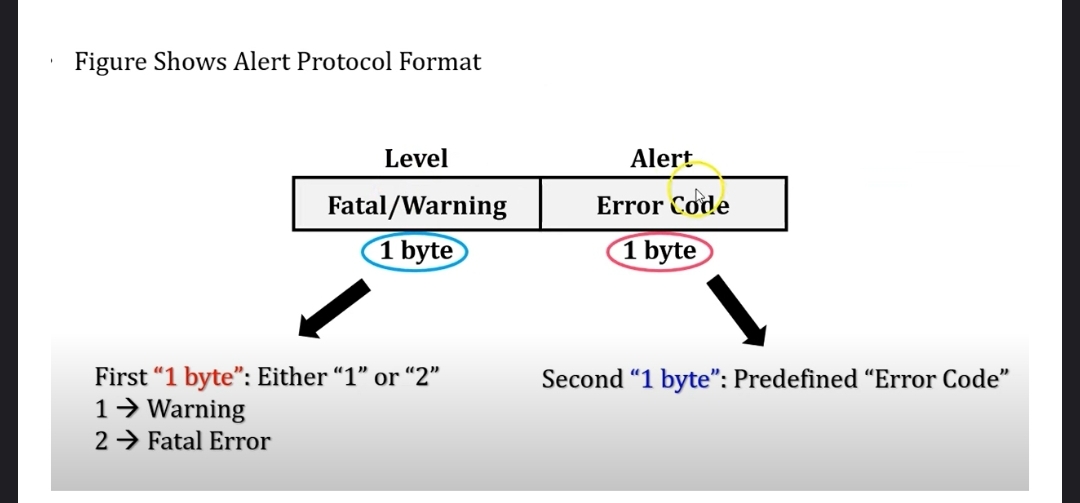 Figure Shows Alert Protocol Format
Level Alert
Fatal/Warning Error Code
1 byte 1 byte
First “1 byte”: Either “1” or “2”
1 → Warning
2 → Fatal Error
Second “1 byte”: Predefined “Error Code”